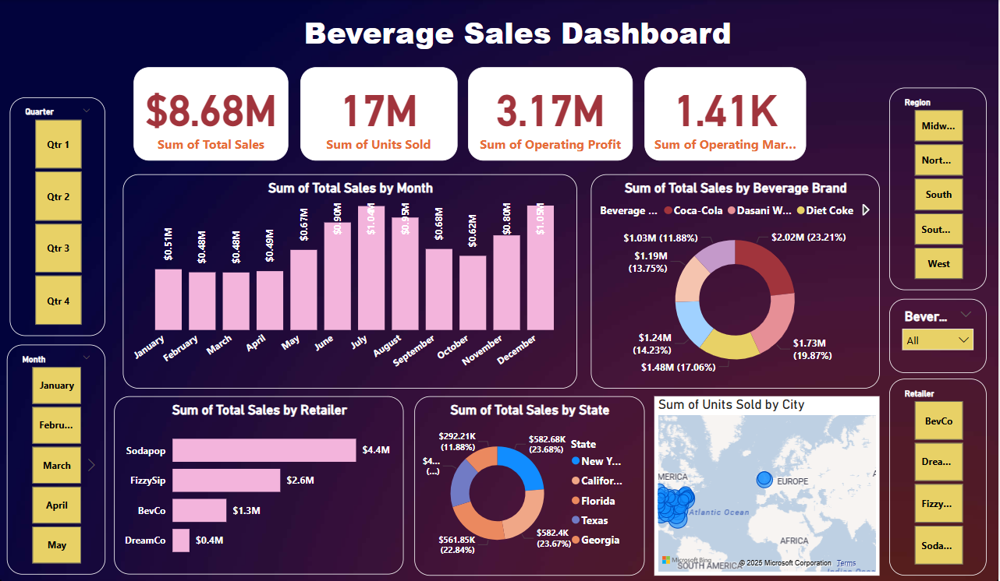 Beverage Sales Dashboard
$8.68M
Sum of Total Sales
17M
Sum of Units Sold
3.17M
Sum of Operating Profit
1.41K
Sum of Operating Mar...
Quarter
Qtr 1
Qtr 2
Qtr 3
Qtr 4
Month
January
Febru...
March
April
May
Sum of Total Sales by Month
$0.51M
$0.48M
$0.48M
$0.49M
$0.67M
$0.90M
$1.04M
$0.95M
$0.68M
$0.62M
$0.80M
$1.05M
January
February
March
April
May
June
July
August
September
October
November
December
Sum of Total Sales by Beverage Brand
Beverage ... Coca-Cola Dasani W... Diet Coke
$1.03M (11.88%)
$2.02M (23.21%)
$1.19M
(13.75%)
$1.24M
(14.23%)
$1.73M
(19.87%)
$1.48M (17.06%)
Region
Midw...
Nort...
South
Sout...
West
Bever...
All
Retailer
BevCo
Drea...
Fizzy...
Soda...
Sum of Total Sales by Retailer
Sodapop $4.4M
FizzySip $2.6M
BevCo $1.3M
DreamCo $0.4M
Sum of Total Sales by State
$292.21K
(11.88%)
$582.68K
(23.68%)
$4...
(...)
$561.85K
(22.84%)
$582.4K
(23.67%)
State
New Y...
Califor...
Florida
Texas
Georgia
Sum of Units Sold by City
MERICA
EUROPE
Atlantic Ocean
AFRICA
A
Microsoft Bing
SOUTH AMERICA
© 2025 Microsoft Corporation Terms
Indian Ocea